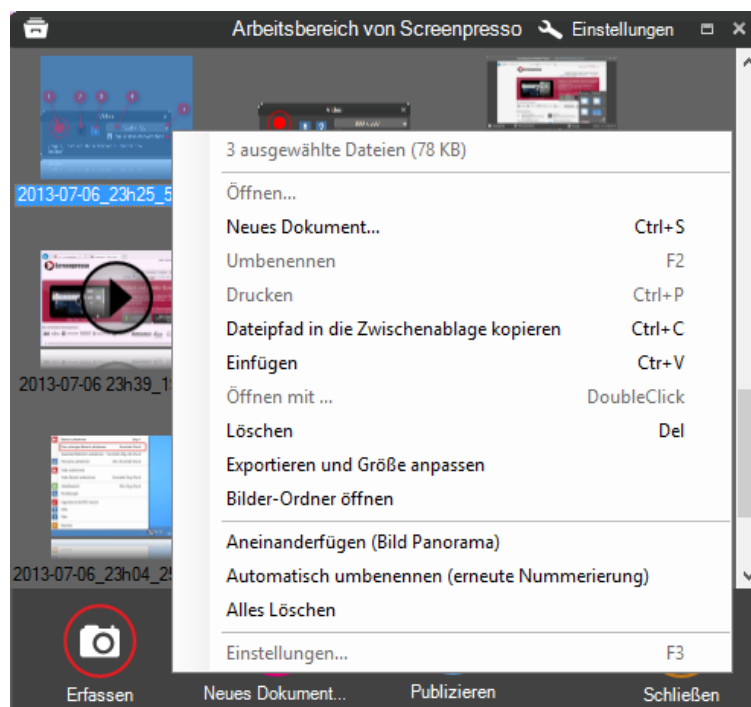 Arbeitsbereich von Screenpresso
Einstellungen
2013-07-06_23h25_5
2013-07-06 23h39_1
2013-07-06_23h04_2
3 ausgewählte Dateien (78 KB)
Öffnen...
Neues Dokument... Ctrl+S
Umbenennen F2
Drucken Ctrl+P
Dateipfad in die Zwischenablage kopieren Ctrl+C
Einfügen Ctr+V
Öffnen mit ... DoubleClick
Löschen Del
Exportieren und Größe anpassen
Bilder-Ordner öffnen
Aneinanderfügen (Bild Panorama)
Automatisch umbenennen (erneute Nummerierung)
Alles Löschen
Einstellungen... F3
Erfassen
Neues Dokument...
Publizieren
Schließen